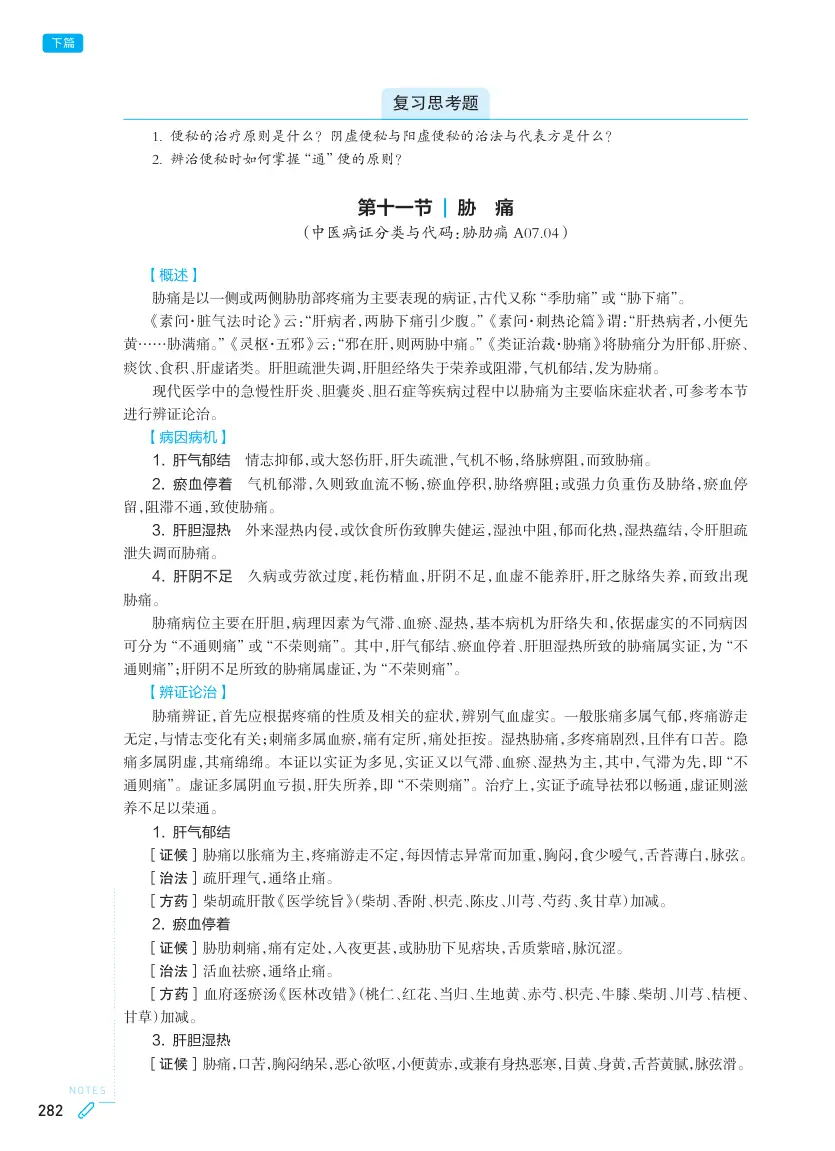 下篇
复习思考题
1. 便秘的治疗原则是什么？阴虚便秘与阳虚便秘的治法与代表方是什么？
2. 辨治便秘时如何掌握“通”便的原则？
第十一节 | 胁　痛
（中医病证分类与代码：胁肋痛 A07.04）
【概述】
胁痛是以一侧或两侧胁肋部疼痛为主要表现的病证，古代又称“季肋痛”或“胁下痛”。
《素问·脏气法时论》云：“肝病者，两胁下痛引少腹。”《素问·刺热论篇》谓：“肝热病者，小便先
黄……胁满痛。”《灵枢·五邪》云：“邪在肝，则两胁中痛。”《类证治裁·胁痛》将胁痛分为肝郁、肝瘀、
痰饮、食积、肝虚诸类。肝胆疏泄失调，肝胆经络失于荣养或阻滞，气机郁结，发为胁痛。
现代医学中的急慢性肝炎、胆囊炎、胆石症等疾病过程中以胁痛为主要临床症状者，可参考本节
进行辨证论治。
【病因病机】
1. 肝气郁结　情志抑郁，或大怒伤肝，肝失疏泄，气机不畅，络脉痹阻，而致胁痛。
2. 瘀血停着　气机郁滞，久则致血流不畅，瘀血停积，胁络痹阻；或强力负重伤及胁络，瘀血停
留，阻滞不通，致使胁痛。
3. 肝胆湿热　外来湿热内侵，或饮食所伤致脾失健运，湿浊中阻，郁而化热，湿热蕴结，令肝胆疏
泄失调而胁痛。
4. 肝阴不足　久病或劳欲过度，耗伤精血，肝阴不足，血虚不能养肝，肝之脉络失养，而致出现
胁痛。
胁痛病位主要在肝胆，病理因素为气滞、血瘀、湿热，基本病机为肝络失和，依据虚实的不同病因
可分为“不通则痛”或“不荣则痛”。其中，肝气郁结、瘀血停着、肝胆湿热所致的胁痛属实证，为“不
通则痛”；肝阴不足所致的胁痛属虚证，为“不荣则痛”。
【辨证论治】
胁痛辨证，首先应根据疼痛的性质及相关的症状，辨别气血虚实。一般胀痛多属气郁，疼痛游走
无定，与情志变化有关；刺痛多属血瘀，痛有定所，痛处拒按。湿热胁痛，多疼痛剧烈，且伴有口苦。隐
痛多属阴虚，其痛绵绵。本证以实证为多见，实证又以气滞、血瘀、湿热为主，其中，气滞为先，即“不
通则痛”。虚证多属阴血亏损，肝失所养，即“不荣则痛”。治疗上，实证予疏导祛邪以畅通，虚证则滋
养不足以荣通。
1. 肝气郁结
［证候］胁痛以胀痛为主，疼痛游走不定，每因情志异常而加重，胸闷，食少嗳气，舌苔薄白，脉弦。
［治法］疏肝理气，通络止痛。
［方药］柴胡疏肝散《医学统旨》（柴胡、香附、枳壳、陈皮、川芎、芍药、炙甘草）加减。
2. 瘀血停着
［证候］胁肋刺痛，痛有定处，入夜更甚，或胁肋下见痞块，舌质紫暗，脉沉涩。
［治法］活血祛瘀，通络止痛。
［方药］血府逐瘀汤《医林改错》（桃仁、红花、当归、生地黄、赤芍、枳壳、牛膝、柴胡、川芎、桔梗、
甘草）加减。
3. 肝胆湿热
［证候］胁痛，口苦，胸闷纳呆，恶心欲呕，小便黄赤，或兼有身热恶寒，目黄、身黄，舌苔黄腻，脉弦滑。
NOTES
282